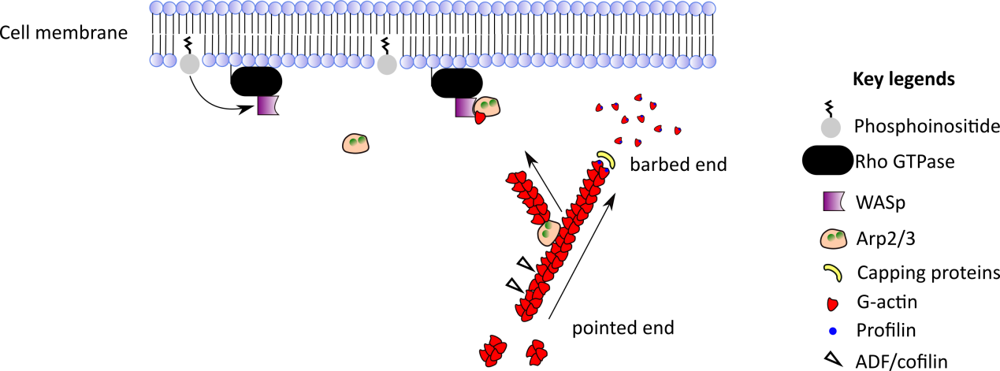 Cell membrane
barbed end
pointed end
Key legends
Phosphoinositide
Rho GTPase
WASp
Arp2/3
Capping proteins
G-actin
Profilin
ADF/cofilin